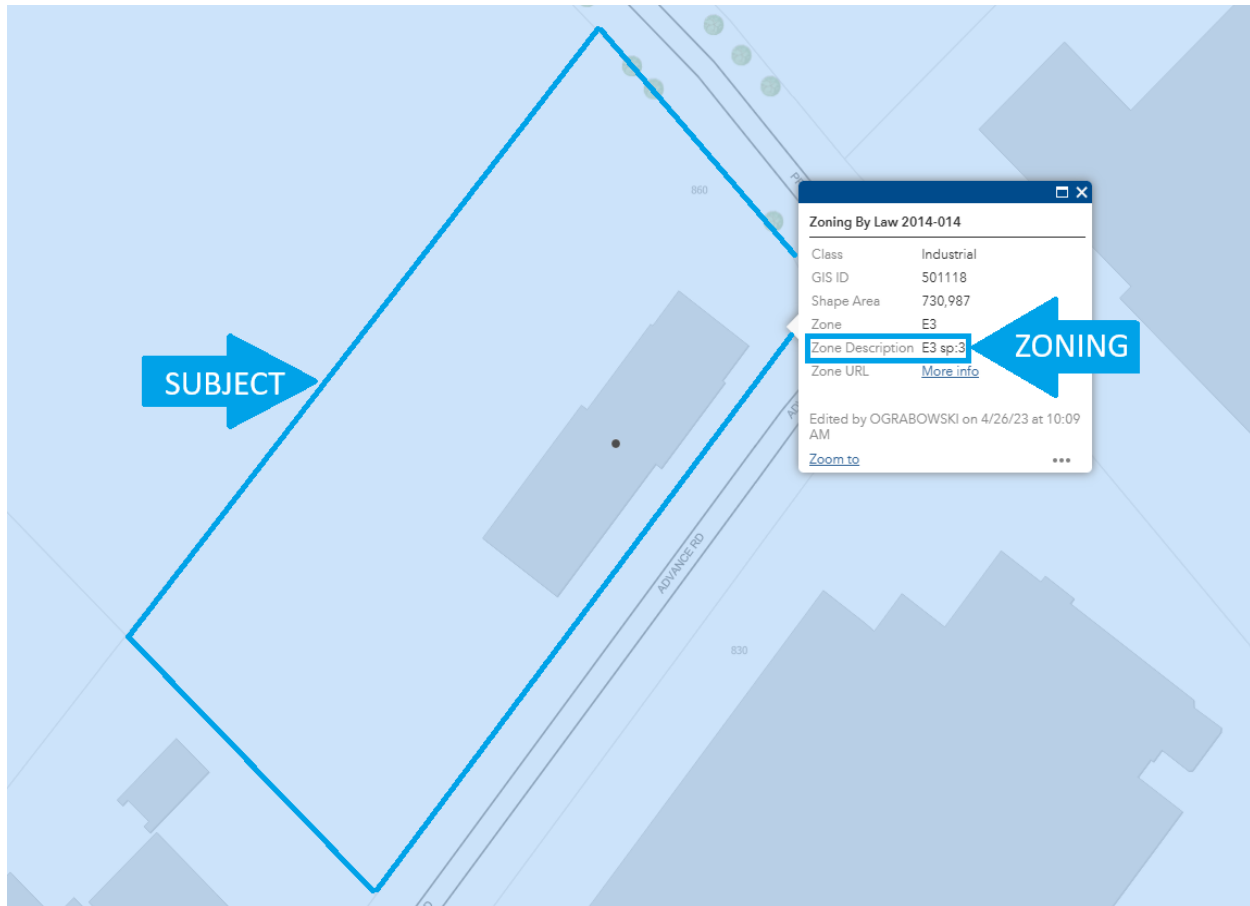 860
Zoning By Law 2014-014
Class Industrial
GIS ID 501118
Shape Area 730,987
Zone E3
Zone Description E3 sp:3
ZONING
Zone URL More info
SUBJECT
Edited by OGRABOWSKI on 4/26/23 at 10:09
AM
Zoom to
ADVANCE RD
830